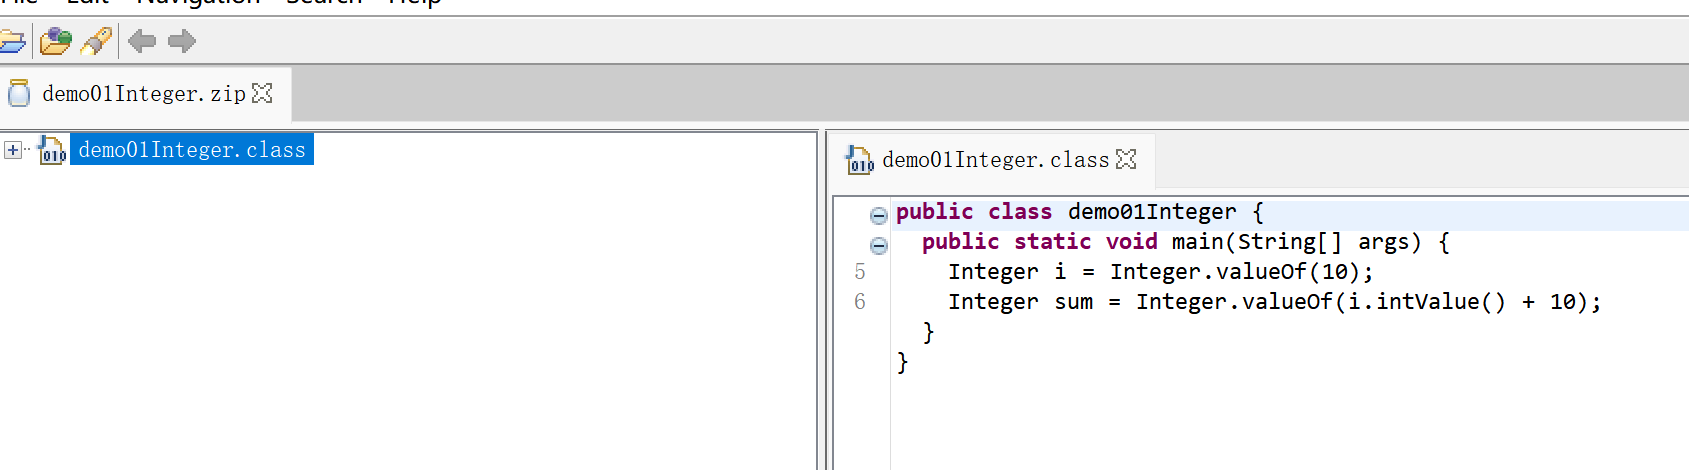 File Edit Navigation Search Help
demo01Integer.zip
demo01Integer.class
demo01Integer.class
public class demo01Integer {
public static void main(String[] args) {
5 Integer i = Integer.valueOf(10);
6 Integer sum = Integer.valueOf(i.intValue() + 10);
}
}